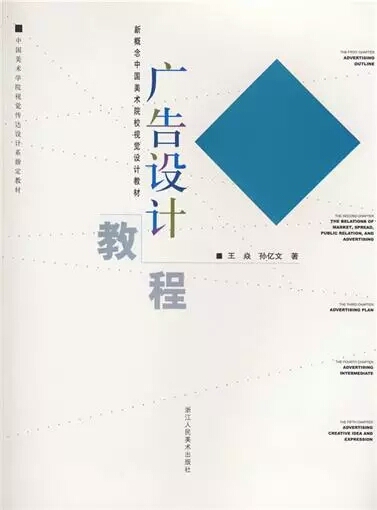 中国美术学院视觉传达设计系指定教材
新概念中国美术院校视觉设计教材
广告设计
教程
王焱 孙亿文 著
浙江人民美术出版社
THE FIRST CHAPTER
ADVERTISING
OUTLINE
THE SECOND CHAPTER
THE RELATIONS OF
MARKET, SPREAD,
PUBLIC RELATION, AND
ADVERTISING
THE THIRD CHAPTER
ADVERTISING PLAN
THE FOURTH CHAPTER
ADVERTISING
INTERMEDIATE
THE FIFTH CHAPTER
ADVERTISING
CREATIVE IDEA AND
EXPRESSION